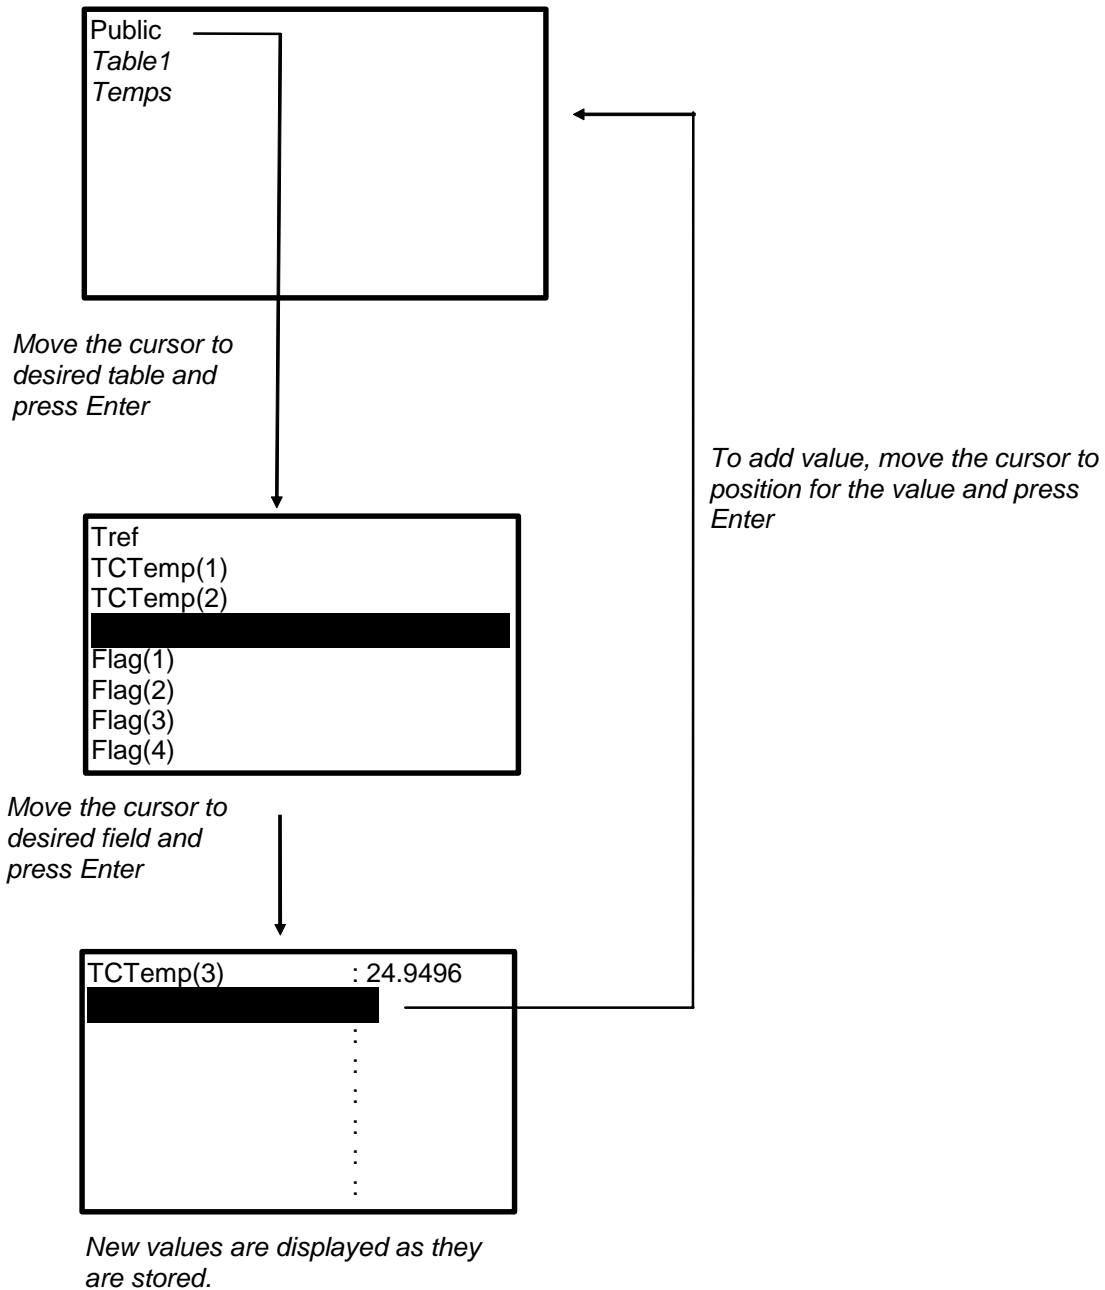 Public
Table1
Temps
Move the cursor to
desired table and
press Enter
To add value, move the cursor to
position for the value and press
Enter
Tref
TCTemp(1)
TCTemp(2)
Flag(1)
Flag(2)
Flag(3)
Flag(4)
Move the cursor to
desired field and
press Enter
TCTemp(3) : 24.9496
:
:
:
:
:
:
New values are displayed as they
are stored.